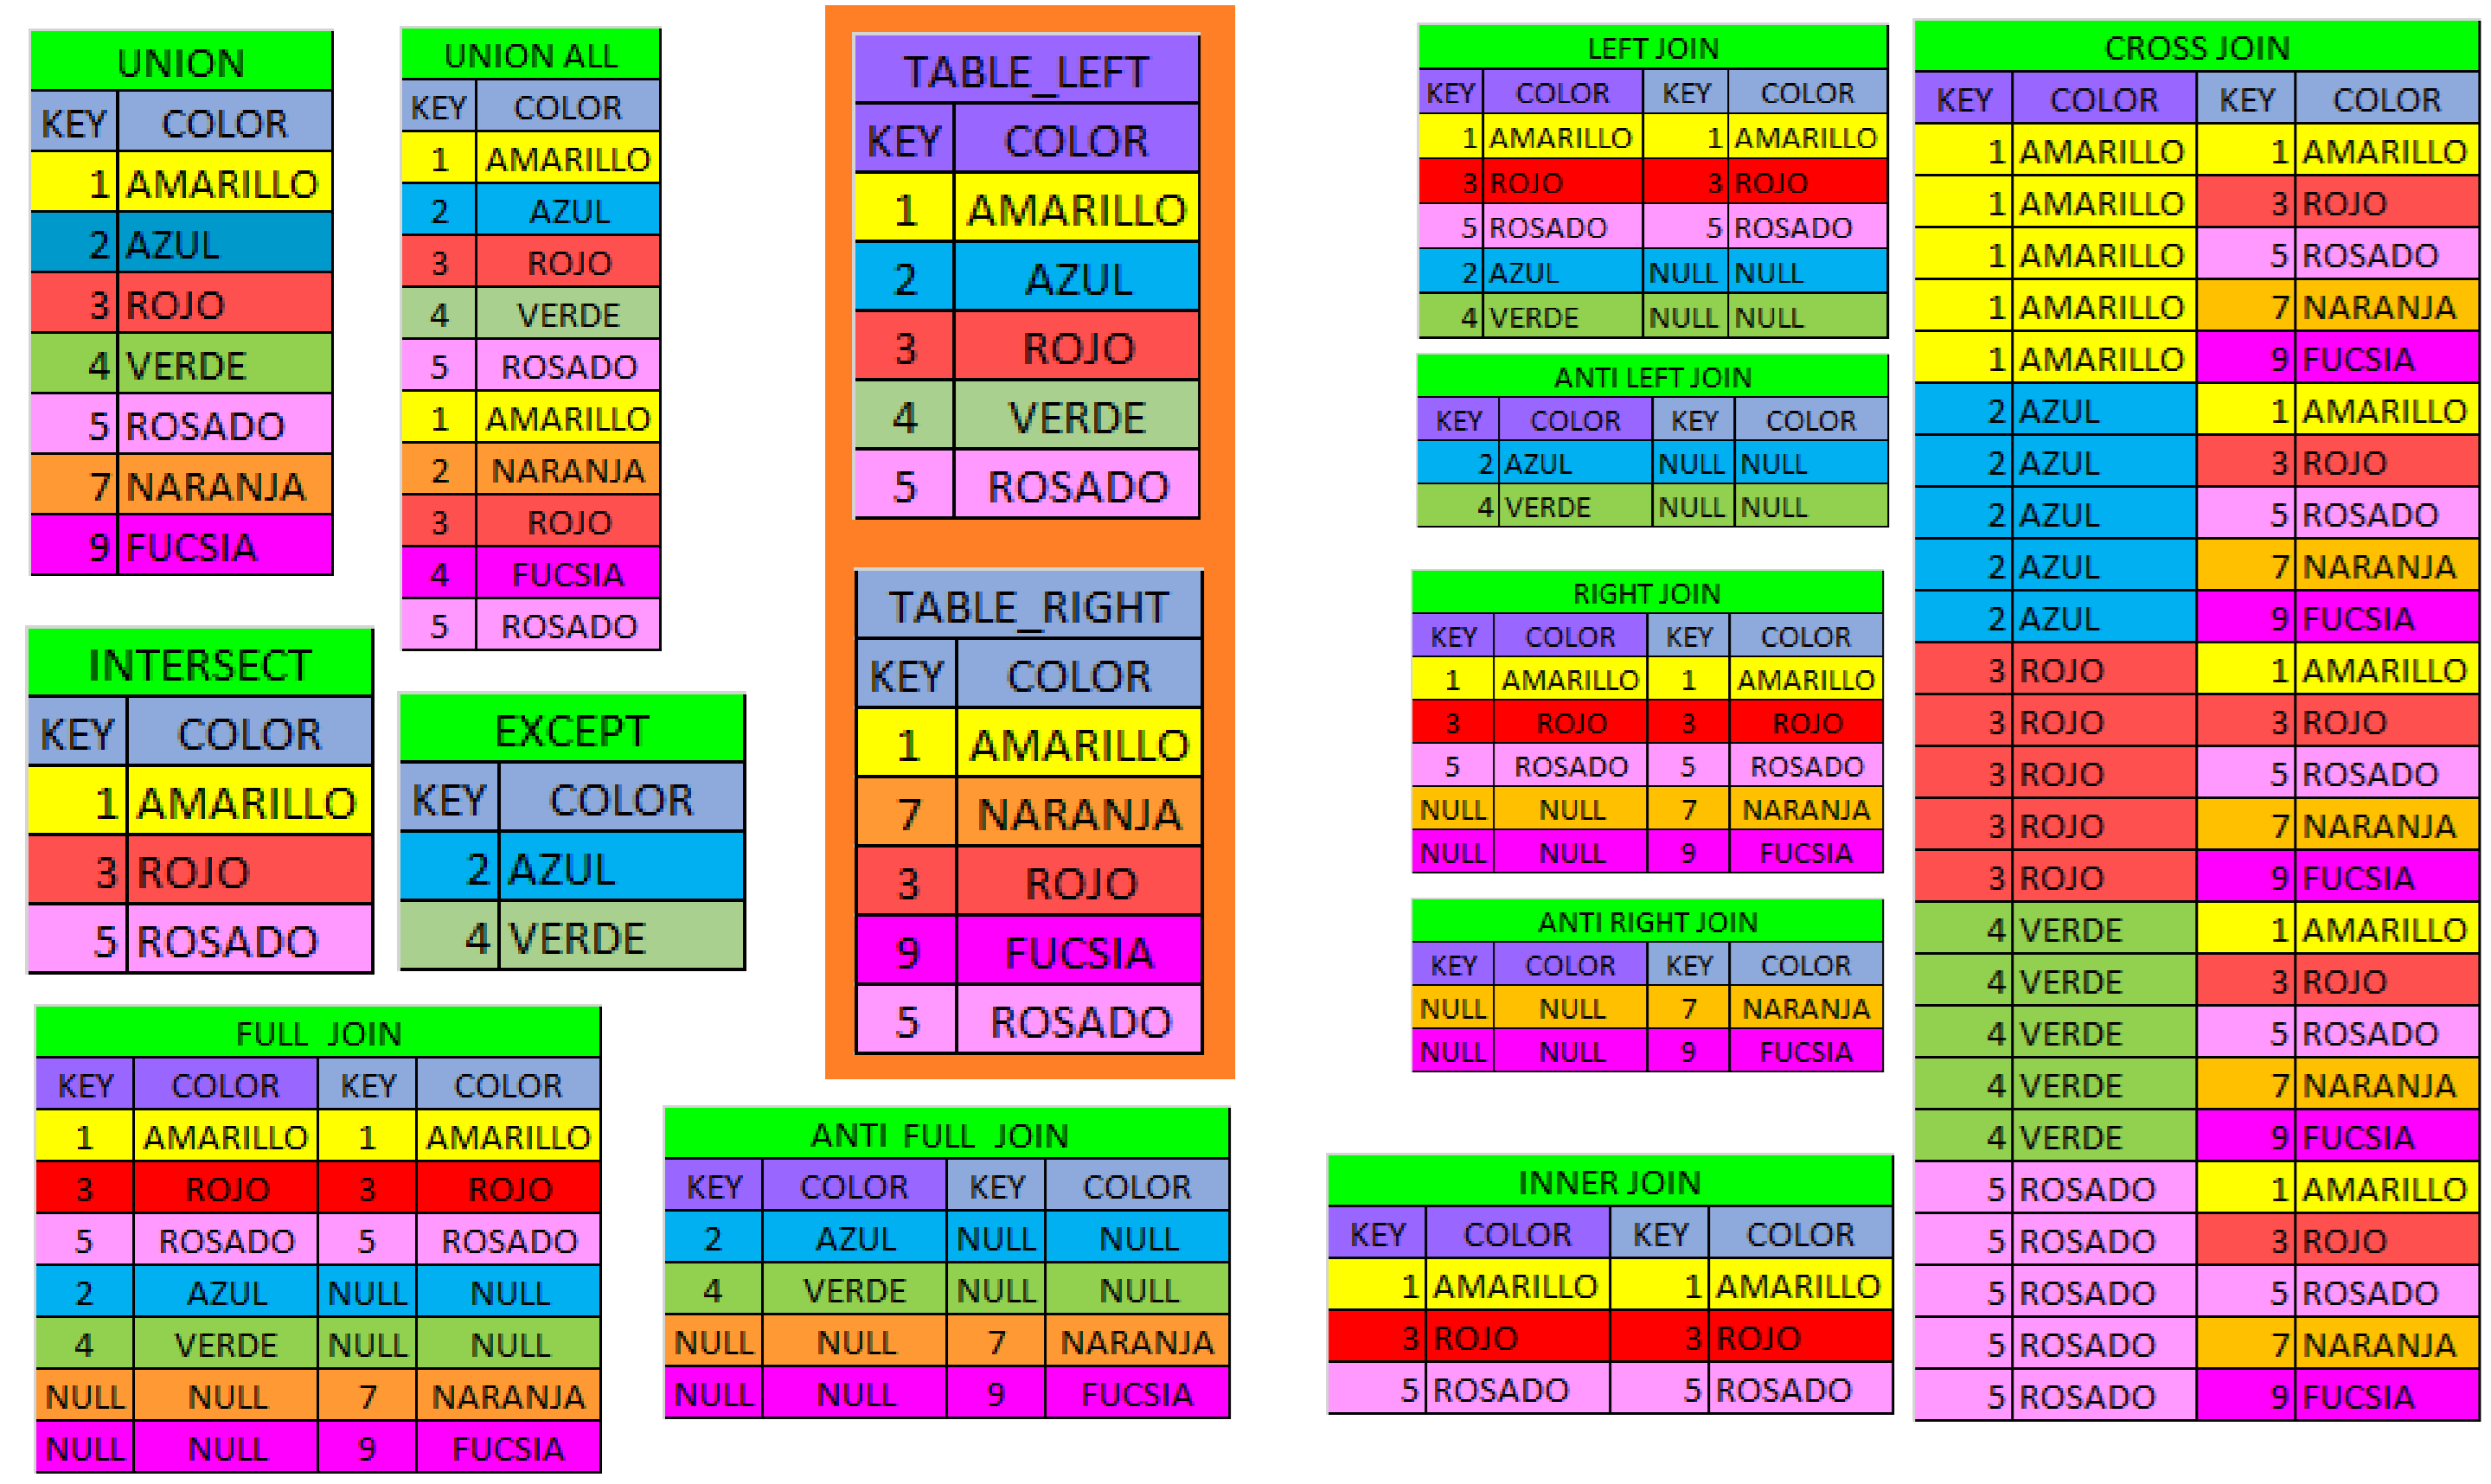 UNION
KEY COLOR
1 AMARILLO
2 AZUL
3 ROJO
4 VERDE
5 ROSADO
7 NARANJA
9 FUCSIA
UNION ALL
KEY COLOR
1 AMARILLO
2 AZUL
3 ROJO
4 VERDE
5 ROSADO
1 AMARILLO
2 NARANJA
3 ROJO
4 FUCSIA
5 ROSADO
INTERSECT
KEY COLOR
1 AMARILLO
3 ROJO
5 ROSADO
EXCEPT
KEY COLOR
2 AZUL
4 VERDE
FULL JOIN
KEY COLOR KEY COLOR
1 AMARILLO 1 AMARILLO
3 ROJO 3 ROJO
5 ROSADO 5 ROSADO
2 AZUL NULL NULL
4 VERDE NULL NULL
NULL NULL 7 NARANJA
NULL NULL 9 FUCSIA
TABLE_LEFT
KEY COLOR
1 AMARILLO
2 AZUL
3 ROJO
4 VERDE
5 ROSADO
TABLE_RIGHT
KEY COLOR
1 AMARILLO
7 NARANJA
3 ROJO
9 FUCSIA
5 ROSADO
ANTI FULL JOIN
KEY COLOR KEY COLOR
2 AZUL NULL NULL
4 VERDE NULL NULL
NULL NULL 7 NARANJA
NULL NULL 9 FUCSIA
LEFT JOIN
KEY COLOR KEY COLOR
1 AMARILLO 1 AMARILLO
3 ROJO 3 ROJO
5 ROSADO 5 ROSADO
2 AZUL NULL NULL
4 VERDE NULL NULL
ANTI LEFT JOIN
KEY COLOR KEY COLOR
2 AZUL NULL NULL
4 VERDE NULL NULL
RIGHT JOIN
KEY COLOR KEY COLOR
1 AMARILLO 1 AMARILLO
3 ROJO 3 ROJO
5 ROSADO 5 ROSADO
NULL NULL 7 NARANJA
NULL NULL 9 FUCSIA
ANTI RIGHT JOIN
KEY COLOR KEY COLOR
NULL NULL 7 NARANJA
NULL NULL 9 FUCSIA
INNER JOIN
KEY COLOR KEY COLOR
1 AMARILLO 1 AMARILLO
3 ROJO 3 ROJO
5 ROSADO 5 ROSADO
CROSS JOIN
KEY COLOR KEY COLOR
1 AMARILLO 1 AMARILLO
1 AMARILLO 3 ROJO
1 AMARILLO 5 ROSADO
1 AMARILLO 7 NARANJA
1 AMARILLO 9 FUCSIA
2 AZUL 1 AMARILLO
2 AZUL 3 ROJO
2 AZUL 5 ROSADO
2 AZUL 7 NARANJA
2 AZUL 9 FUCSIA
3 ROJO 1 AMARILLO
3 ROJO 3 ROJO
3 ROJO 5 ROSADO
3 ROJO 7 NARANJA
3 ROJO 9 FUCSIA
4 VERDE 1 AMARILLO
4 VERDE 3 ROJO
4 VERDE 5 ROSADO
4 VERDE 7 NARANJA
4 VERDE 9 FUCSIA
5 ROSADO 1 AMARILLO
5 ROSADO 3 ROJO
5 ROSADO 5 ROSADO
5 ROSADO 7 NARANJA
5 ROSADO 9 FUCSIA